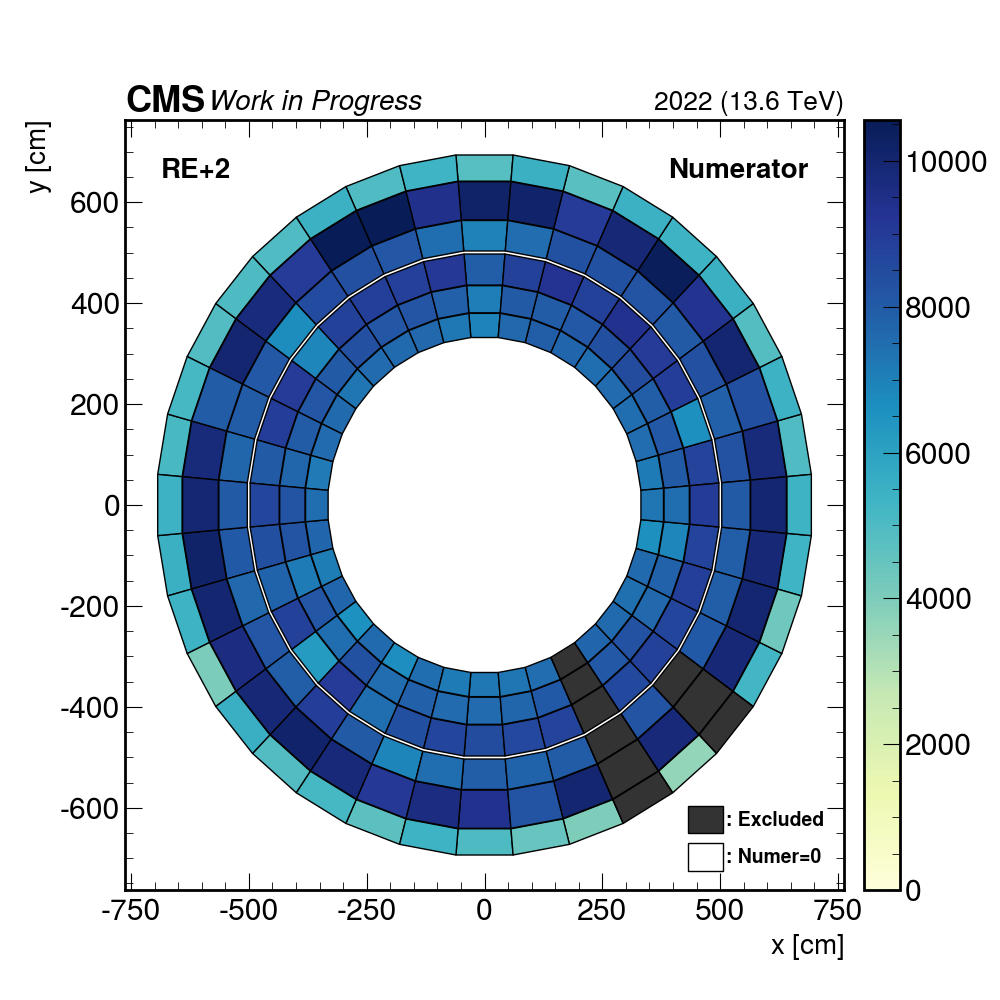 CMS Work in Progress 2022 (13.6 TeV)
y [cm]
RE+2 Numerator
600
400
200
0
-200
-400
-600
-750 -500 -250 0 250 500 750
x [cm]
10000
8000
6000
4000
2000
0
: Excluded
: Numer=0